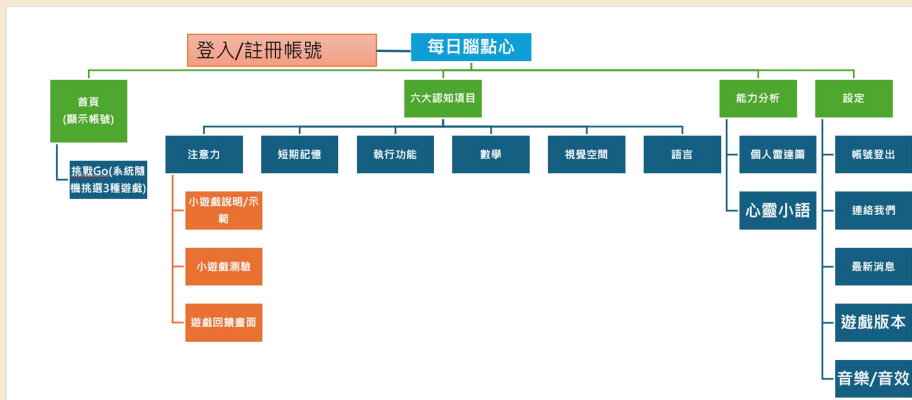 登入/註冊帳號
每日腦點心
首頁
(顯示帳號)
六大認知項目
能力分析
設定
挑戰Go(系統隨
機挑選3種遊戲)
注意力
短期記憶
執行功能
數學
視覺空間
語言
個人雷達圖
帳號登出
小遊戲說明/示
範
心靈小語
連絡我們
小遊戲測驗
最新消息
遊戲回饋畫面
遊戲版本
音樂/音效